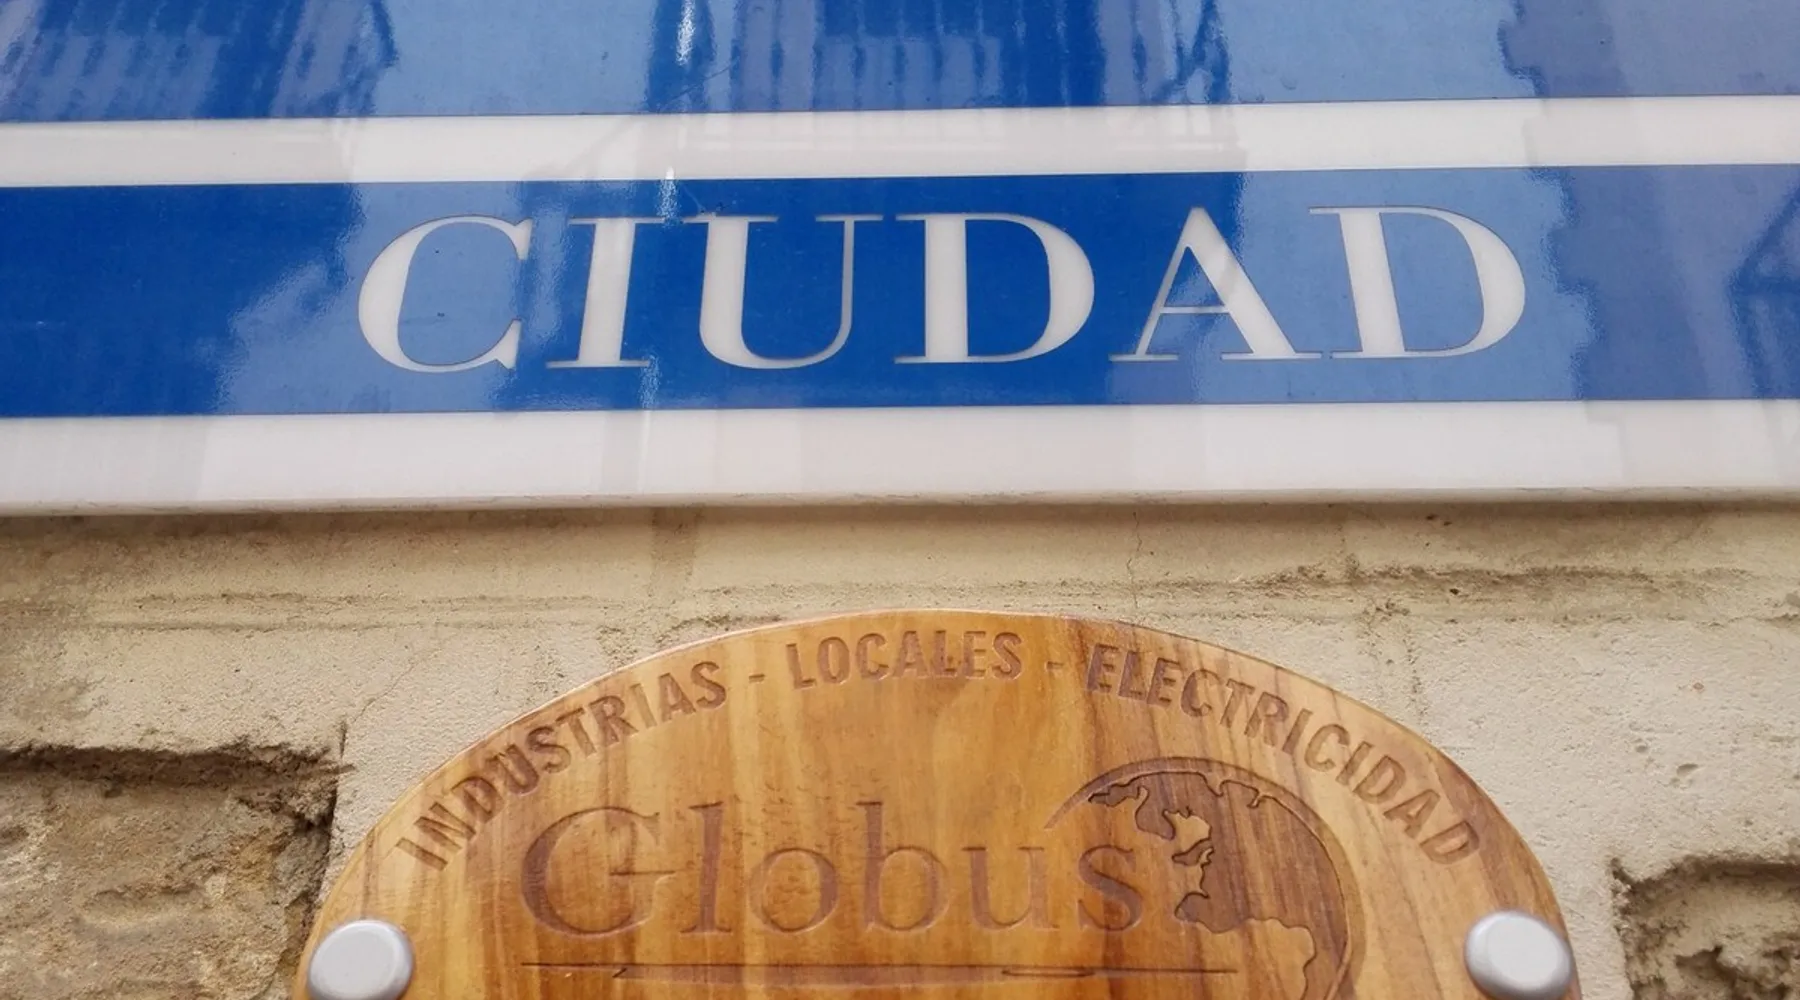 CIUDAD
INDUSTRIAS - LOCALES - ELECTRICIDAD
Globus